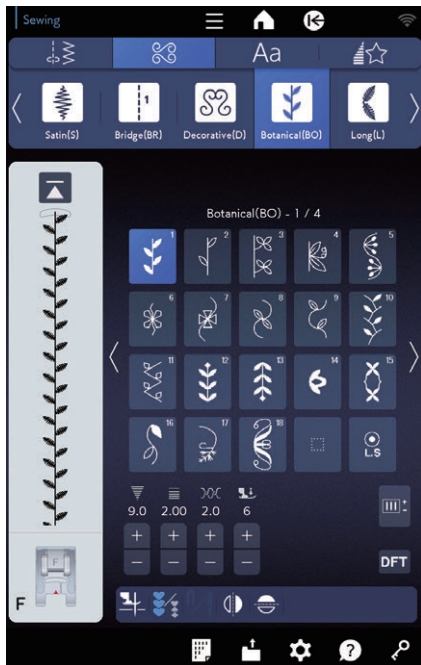 Sewing
Aa
1
Satin(S) Bridge(BR) Decorative(D) Botanical(BO) Long(L)
Botanical(BO) - 1 / 4
1 2 3 4 5
6 7 8 9 10
11 12 13 14 15
16 17 18
L.S
9.0 2.00 2.0 6
+ + + +
- - - -
DFT
F
F
?